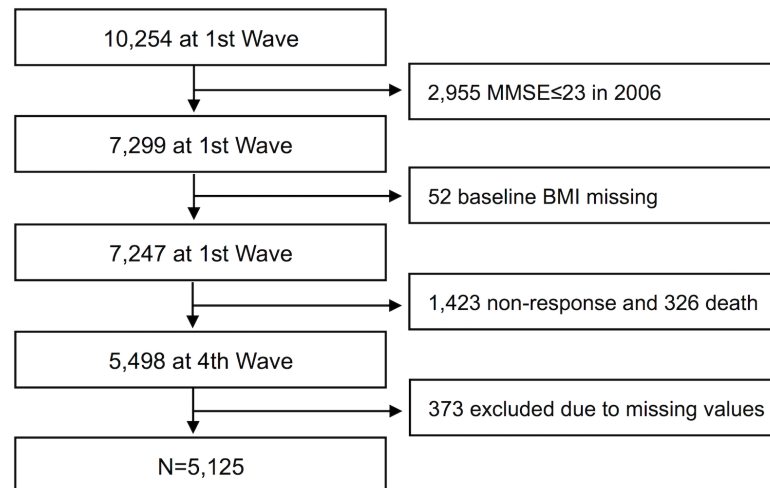 10,254 at 1st Wave
2,955 MMSE≤23 in 2006
7,299 at 1st Wave
52 baseline BMI missing
7,247 at 1st Wave
1,423 non-response and 326 death
5,498 at 4th Wave
373 excluded due to missing values
N=5,125